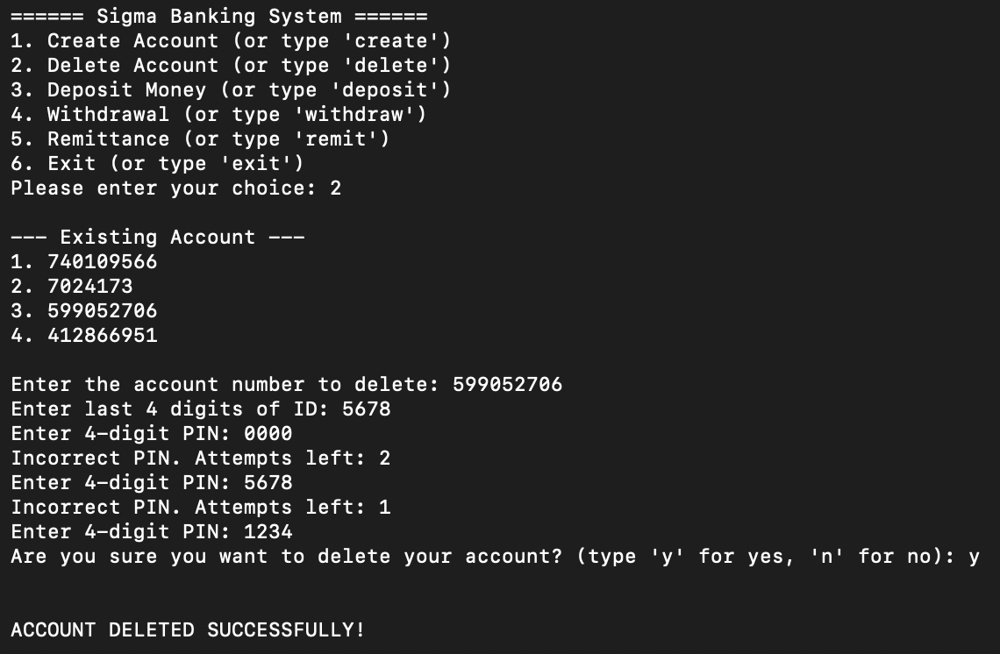 ====== Sigma Banking System ======
1. Create Account (or type 'create')
2. Delete Account (or type 'delete')
3. Deposit Money (or type 'deposit')
4. Withdrawal (or type 'withdraw')
5. Remittance (or type 'remit')
6. Exit (or type 'exit')
Please enter your choice: 2
--- Existing Account ---
1. 740109566
2. 7024173
3. 599052706
4. 412866951
Enter the account number to delete: 599052706
Enter last 4 digits of ID: 5678
Enter 4-digit PIN: 0000
Incorrect PIN. Attempts left: 2
Enter 4-digit PIN: 5678
Incorrect PIN. Attempts left: 1
Enter 4-digit PIN: 1234
Are you sure you want to delete your account? (type 'y' for yes, 'n' for no): y
ACCOUNT DELETED SUCCESSFULLY!